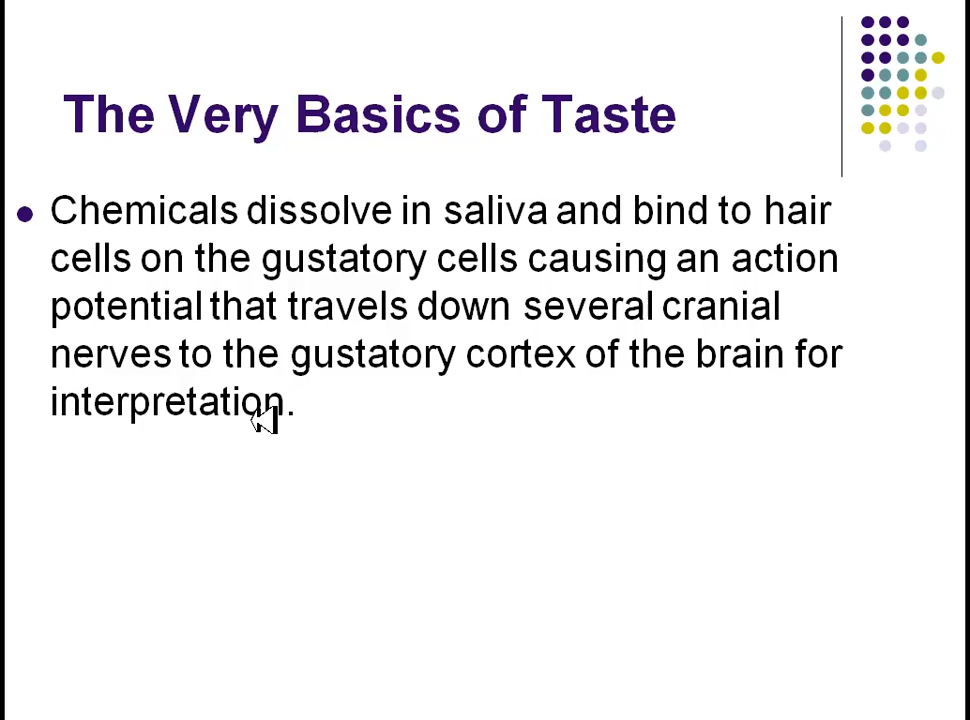 The Very Basics of Taste
Chemicals dissolve in saliva and bind to hair
cells on the gustatory cells causing an action
potential that travels down several cranial
nerves to the gustatory cortex of the brain for
interpretation.